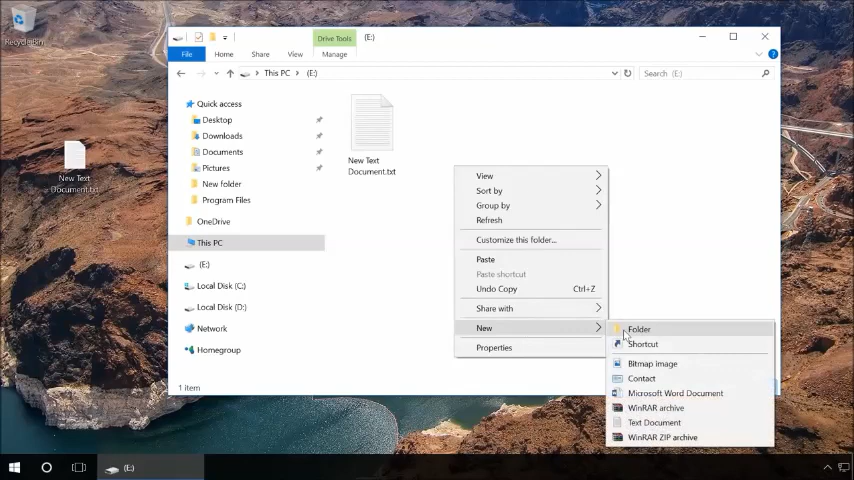 Recycle Bin
New Text
Document.txt
Drive Tools
(E:)
File
Home
Share
View
Manage
This PC
(E:)
Search (E:)
Quick access
Desktop
Downloads
Documents
Pictures
New folder
Program Files
OneDrive
This PC
(E:)
Local Disk (C:)
Local Disk (D:)
Network
Homegroup
1 item
New Text
Document.txt
View
Sort by
Group by
Refresh
Customize this folder...
Paste
Paste shortcut
Undo Copy Ctrl+Z
Share with
New
Properties
Folder
Shortcut
Bitmap image
Contact
Microsoft Word Document
WinRAR archive
Text Document
WinRAR ZIP archive
(E:)